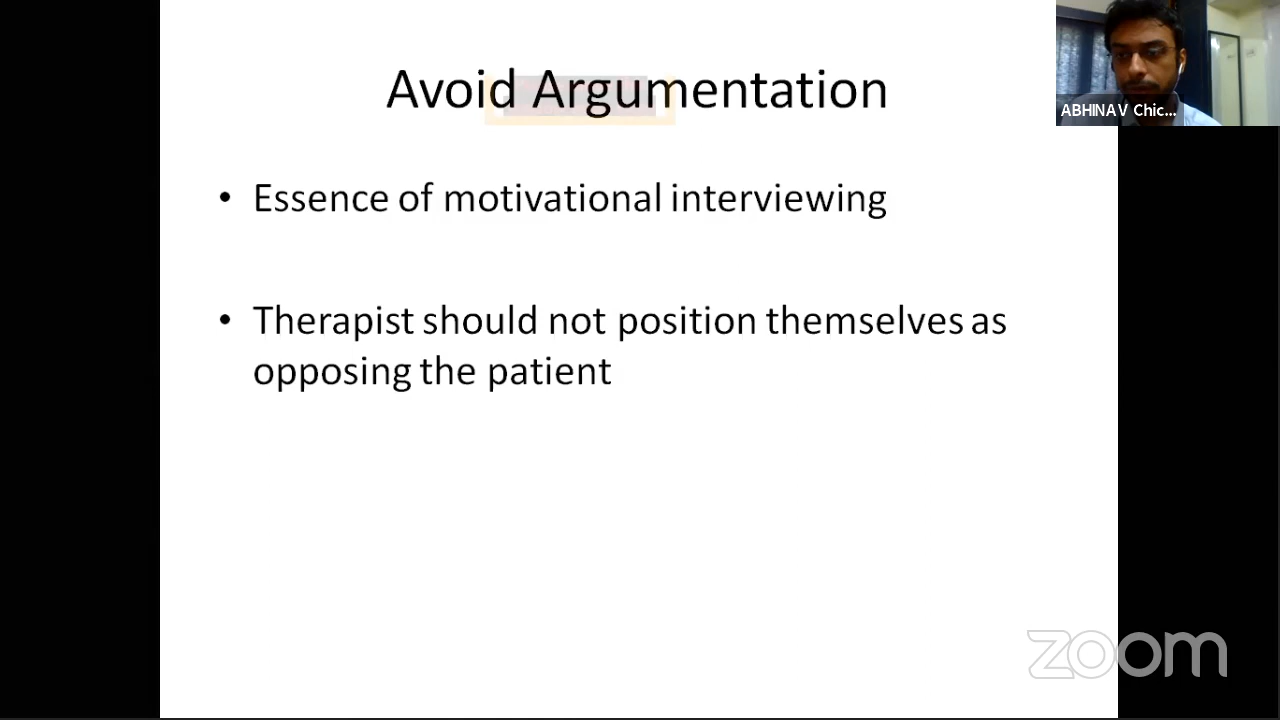 Avoid Argumentation
ABHINAV Chic...
• Essence of motivational interviewing
• Therapist should not position themselves as
opposing the patient
zoom